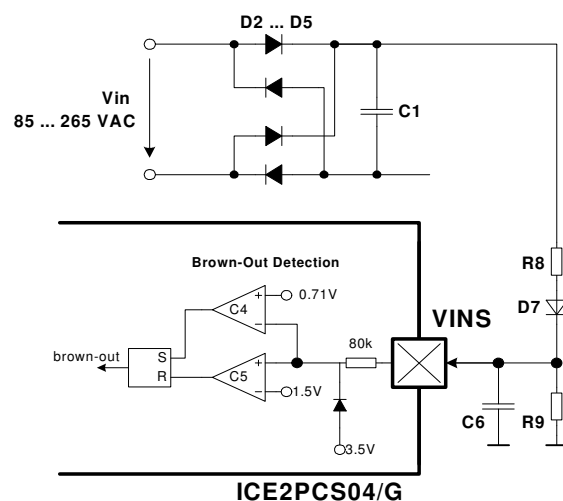 D2 ... D5
Vin
85 ... 265 VAC
C1
R8
D7
Brown-Out Detection
VINS
C4
+
−
0.71V
80k
brown-out
S
R
C5
+
−
1.5V
3.5V
C6
R9
ICE2PCS04/G